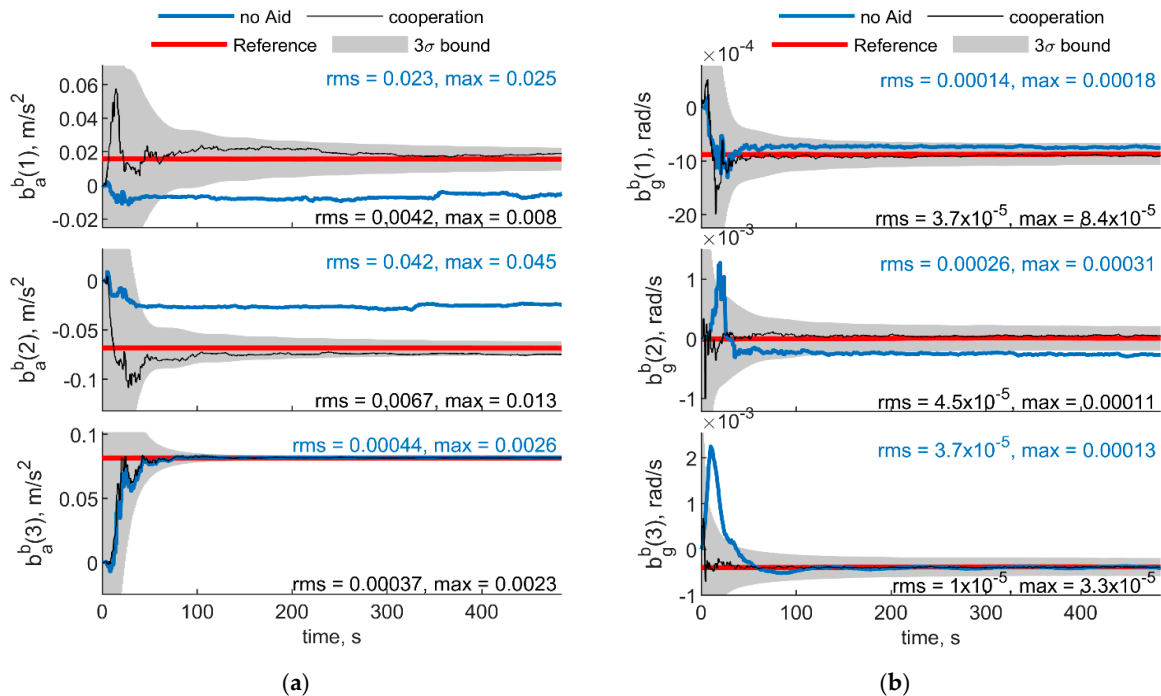 no Aid cooperation
Reference 3σ bound
0.06
0.04
0.02
0
-0.02
b_a^b(1), m/s²
rms = 0.023, max = 0.025
rms = 0.0042, max = 0.008
0
-0.05
-0.1
b_a^b(2), m/s²
rms = 0.042, max = 0.045
rms = 0.0067, max = 0.013
0.1
0.05
0
b_a^b(3), m/s²
rms = 0.00044, max = 0.0026
rms = 0.00037, max = 0.0023
0 100 200 300 400
time, s
(a)
no Aid cooperation
Reference 3σ bound
×10⁻⁴
0
-10
-20
b_g^b(1), rad/s
rms = 0.00014, max = 0.00018
rms = 3.7x10⁻⁵, max = 8.4x10⁻⁵
×10⁻³
1
0
-1
b_g^b(2), rad/s
rms = 0.00026, max = 0.00031
rms = 4.5x10⁻⁵, max = 0.00011
×10⁻³
2
1
0
-1
b_g^b(3), rad/s
rms = 3.7x10⁻⁵, max = 0.00013
rms = 1x10⁻⁵, max = 3.3x10⁻⁵
0 100 200 300 400
time, s
(b)